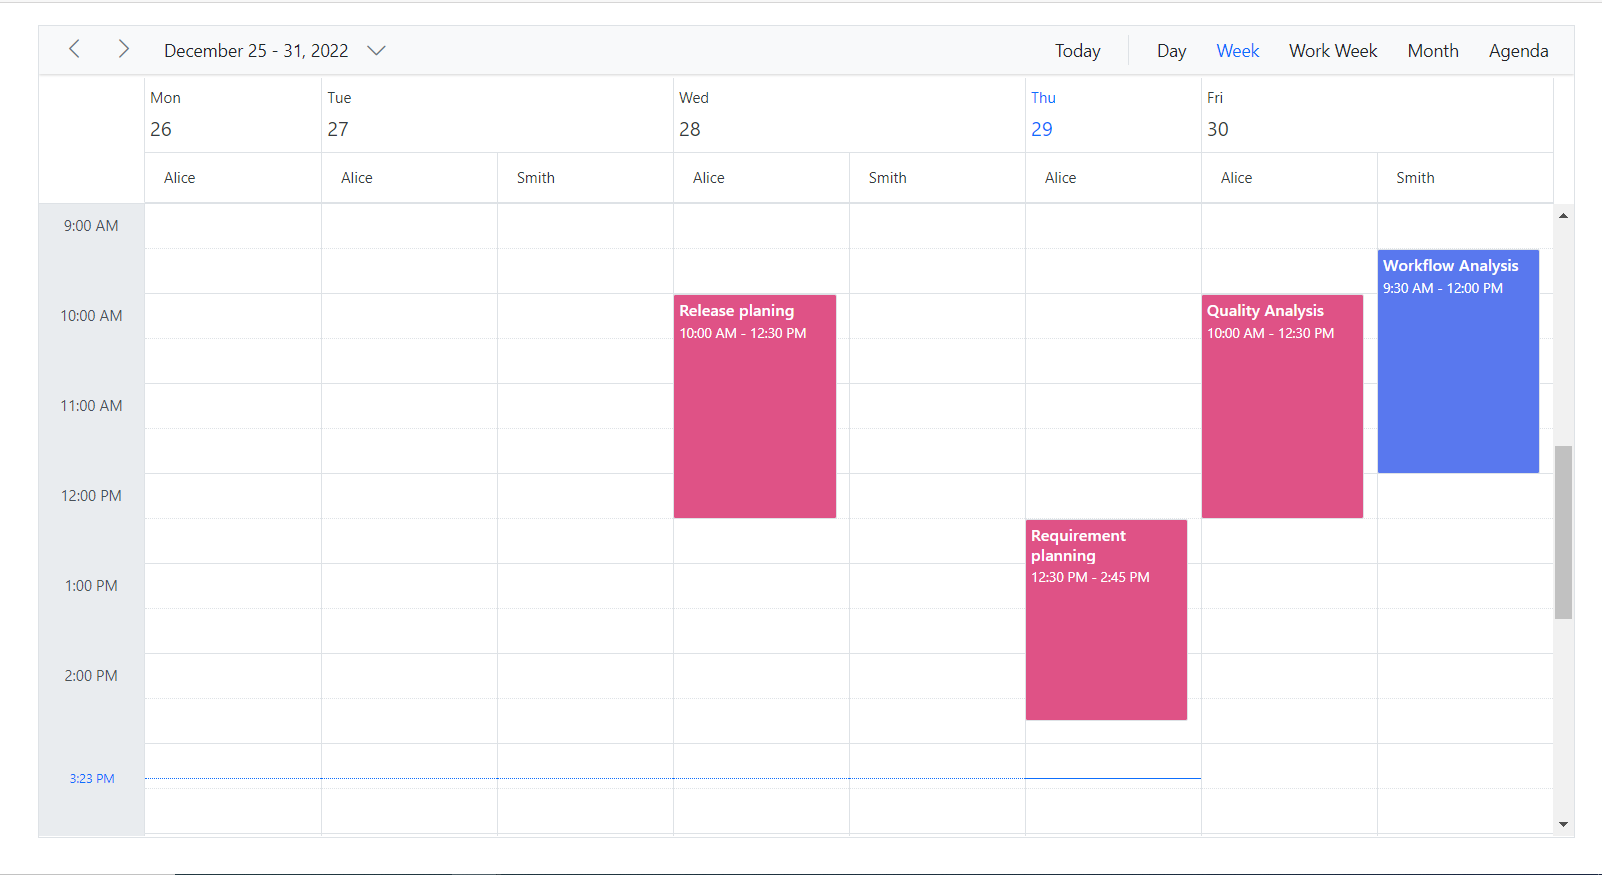 December 25 - 31, 2022
Today
Day
Week
Work Week
Month
Agenda
Mon
26
Tue
27
Wed
28
Thu
29
Fri
30
Alice
Alice
Smith
Alice
Smith
Alice
Alice
Smith
9:00 AM
10:00 AM
11:00 AM
12:00 PM
1:00 PM
2:00 PM
3:23 PM
Release planing
10:00 AM - 12:30 PM
Requirement
planning
12:30 PM - 2:45 PM
Quality Analysis
10:00 AM - 12:30 PM
Workflow Analysis
9:30 AM - 12:00 PM